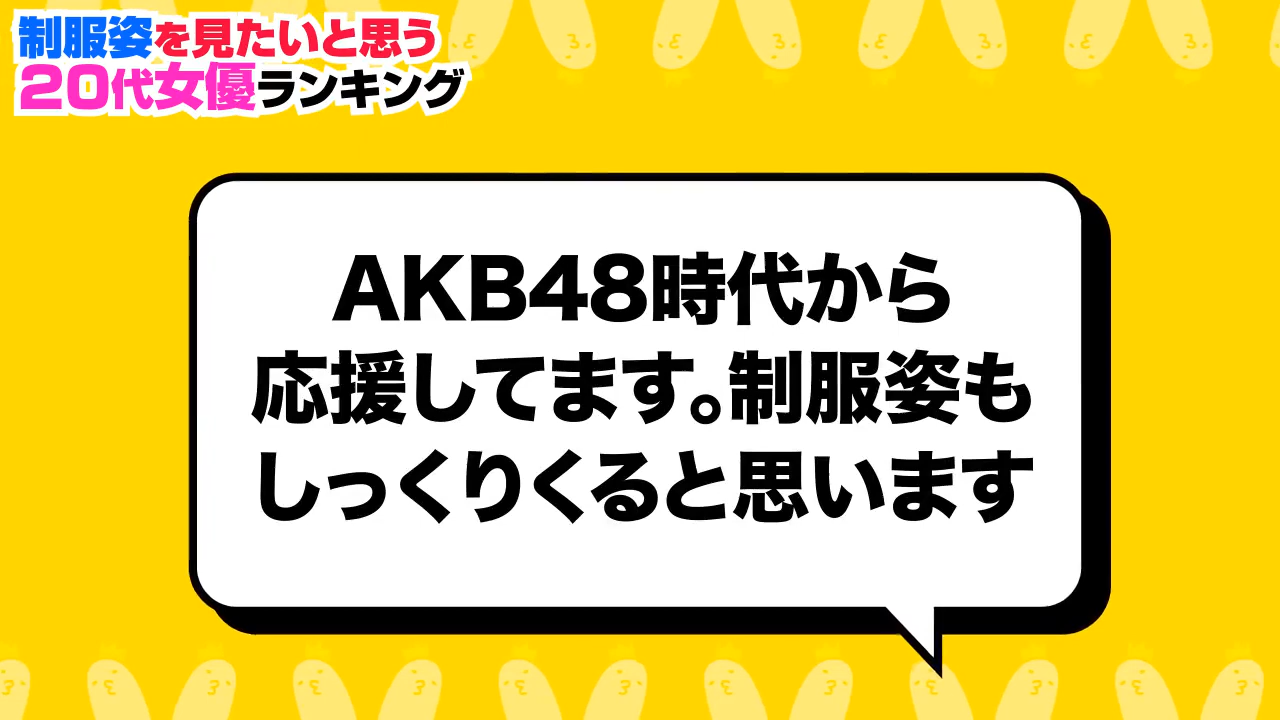 制服姿を見たいと思う
20代女優ランキング
AKB48時代から
応援してます。制服姿も
しっくりくると思います